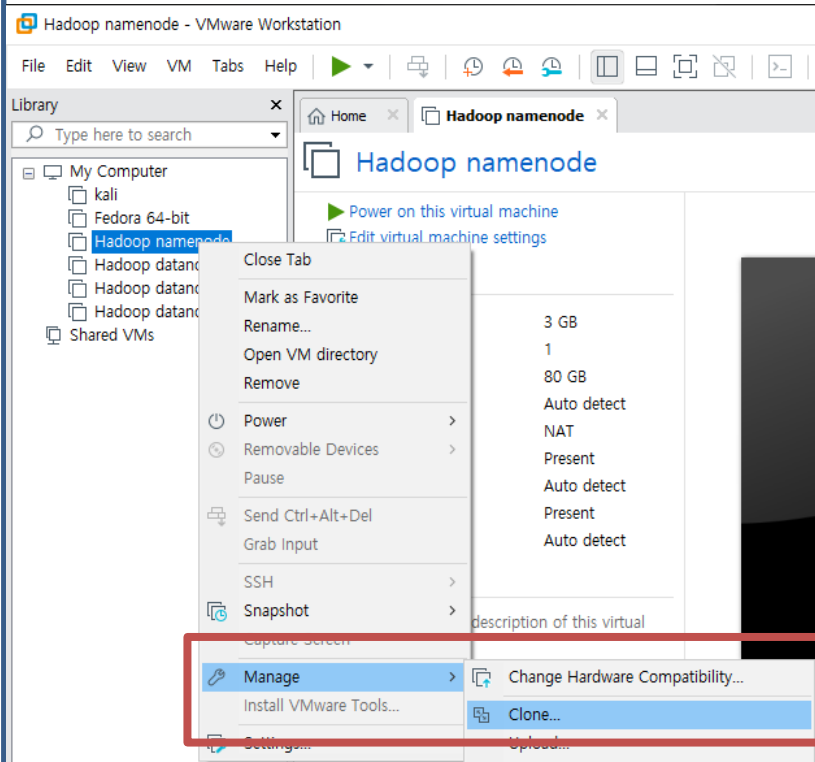 Hadoop namenode - VMware Workstation
File Edit View VM Tabs Help
Library
Type here to search
My Computer
kali
Fedora 64-bit
Hadoop namenode
Hadoop datano
Hadoop datano
Hadoop datano
Shared VMs
Home
Hadoop namenode
Hadoop namenode
Power on this virtual machine
Edit virtual machine settings
3 GB
1
80 GB
Auto detect
NAT
Present
Auto detect
Present
Auto detect
description of this virtual
Close Tab
Mark as Favorite
Rename...
Open VM directory
Remove
Power
Removable Devices
Pause
Send Ctrl+Alt+Del
Grab Input
SSH
Snapshot
Capture Screen
Manage
Install VMware Tools...
Settings...
Change Hardware Compatibility...
Clone...
Upload...